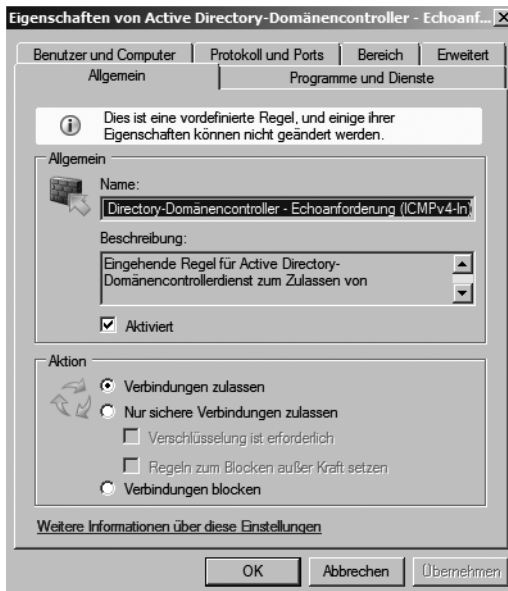 Eigenschaften von Active Directory-Domänencontroller - Echoanf...
Benutzer und Computer
Protokoll und Ports
Bereich
Erweitert
Allgemein
Programme und Dienste
Dies ist eine vordefinierte Regel, und einige ihrer
Eigenschaften können nicht geändert werden.
Allgemein
Name:
Directory-Domänencontroller - Echoanforderung (ICMPv4-In)
Beschreibung:
Eingehende Regel für Active Directory-
Domänencontrollerdienst zum Zulassen von
Aktiviert
Aktion
Verbindungen zulassen
Nur sichere Verbindungen zulassen
Verschlüsselung ist erforderlich
Regeln zum Blocken außer Kraft setzen
Verbindungen blocken
Weitere Informationen über diese Einstellungen
OK
Abbrechen
Übernehmen